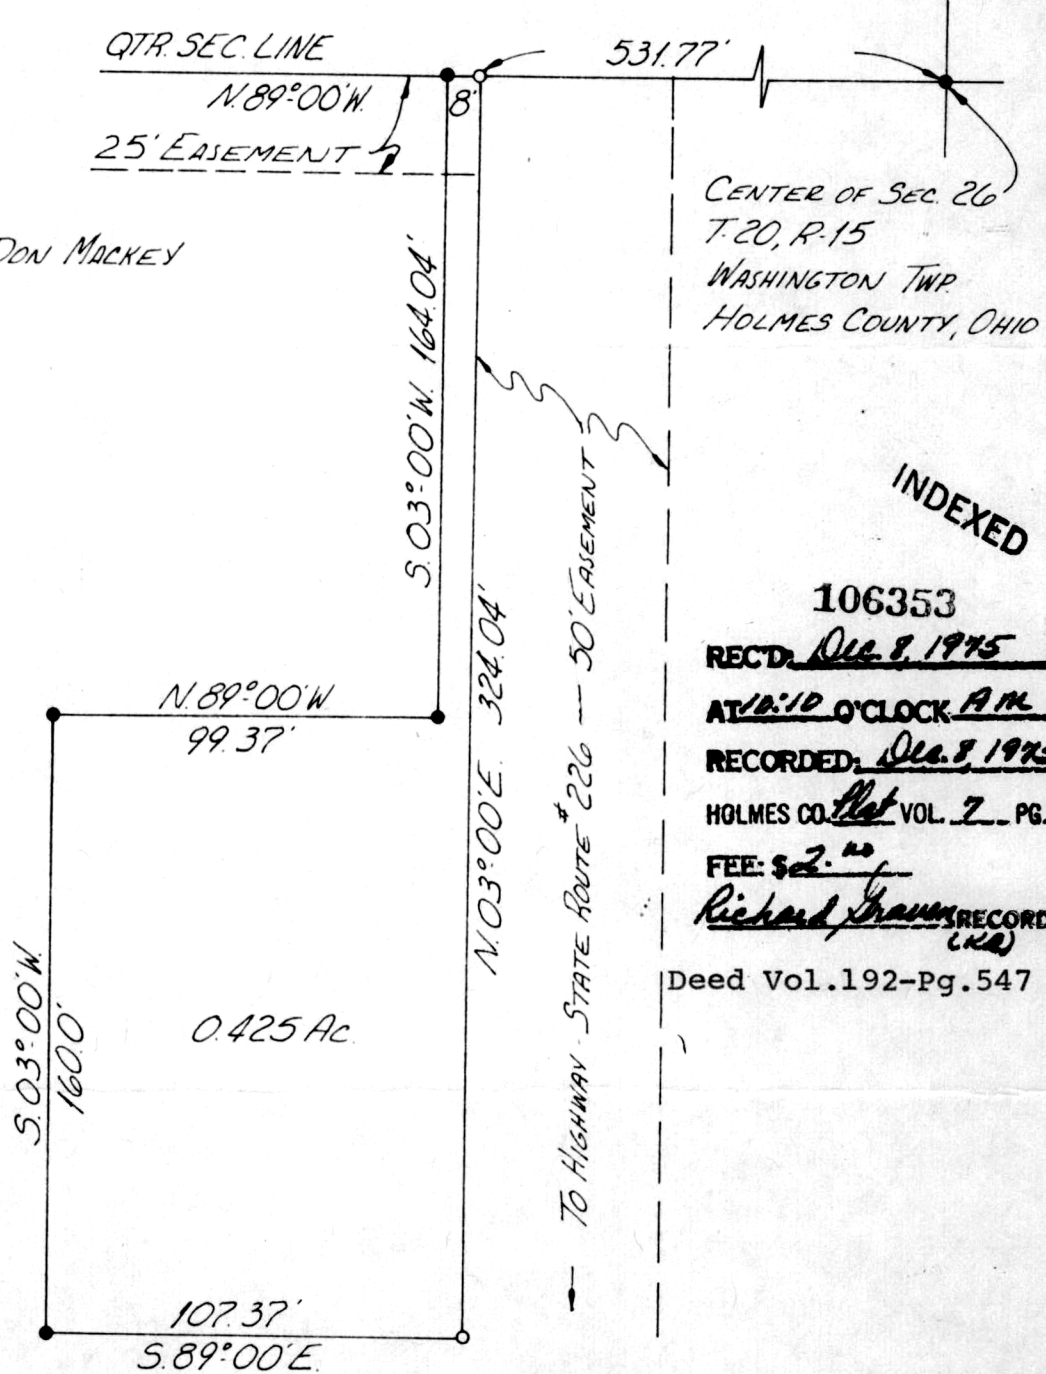 QTR. SEC. LINE
531.77'
N.89°00'W.
8'
25' EASEMENT
CENTER OF SEC. 26
T-20, R-15
WASHINGTON TWP.
HOLMES COUNTY, OHIO
DON MACKEY
S.03°00'W. 164.04'
INDEXED
106353
REC'D: Dec. 8, 1975
AT 10:10 O'CLOCK A M
RECORDED: Dec. 8, 1975
HOLMES CO. Plat VOL. 7 PG.
FEE: $2.00
Richard Graven RECORD
(KR)
Deed Vol.192-Pg.547
N.89°00'W.
99.37'
N.03°00'E. 324.04'
TO HIGHWAY - STATE ROUTE # 226 — 50' EASEMENT
S.03°00'W.
160.0'
0.425 Ac.
107.37'
S.89°00'E.